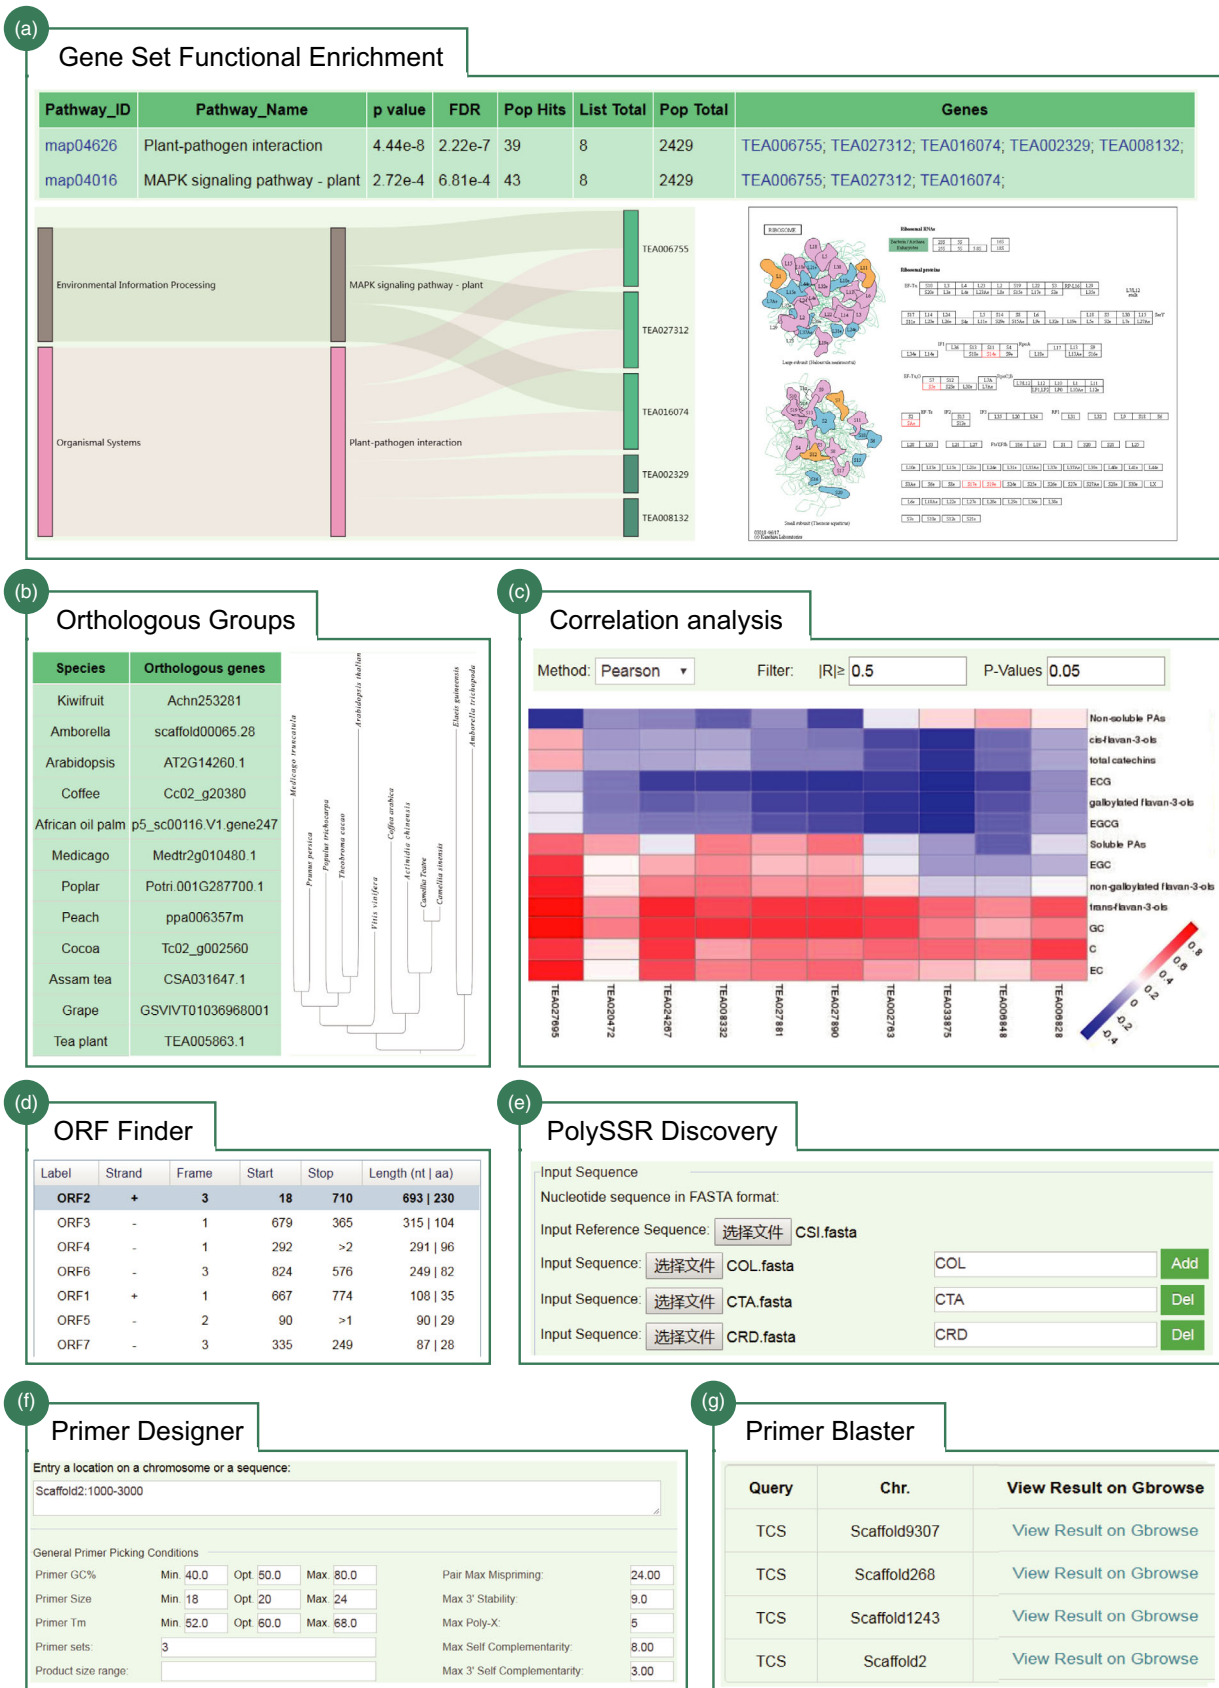 (a)
Gene Set Functional Enrichment
Pathway_ID Pathway_Name p value FDR Pop Hits List Total Pop Total Genes
map04626 Plant-pathogen interaction 4.44e-8 2.22e-7 39 8 2429 TEA006755; TEA027312; TEA016074; TEA002329; TEA008132;
map04016 MAPK signaling pathway - plant 2.72e-4 6.81e-4 43 8 2429 TEA006755; TEA027312; TEA016074;
Environmental Information Processing
Organismal Systems
MAPK signaling pathway - plant
Plant-pathogen interaction
TEA006755
TEA027312
TEA016074
TEA002329
TEA008132
RIBOSOME
Ribosomal RNAs
Ribosomal proteins
Large subunit (Haloarcula marismortui)
Small subunit (Thermus aquaticus)
(b)
Orthologous Groups
Species Orthologous genes
Kiwifruit Achn253281
Amborella scaffold00065.28
Arabidopsis AT2G14260.1
Coffee Cc02_g20380
African oil palm p5_sc00116.V1.gene247
Medicago Medtr2g010480.1
Poplar Potri.001G287700.1
Peach ppa006357m
Cocoa Tc02_g002560
Assam tea CSA031647.1
Grape GSVIVT01036968001
Tea plant TEA005863.1
Medicago truncatula
Prunus persica
Populus trichocarpa
Theobroma cacao
Arabidopsis thalian
Vitis vinifera
Coffea arabica
Actinidia chinensis
Camellia Teatre
Camellia sinensis
Elaeis guineensis
Amborella trichopoda
(c)
Correlation analysis
Method: Pearson Filter: |R|≥ 0.5 P-Values 0.05
Non-soluble PAs
cis-flavan-3-ols
total catechins
ECG
galloylated flavan-3-ols
EGCG
Soluble PAs
EGC
non-galloylated flavan-3-ols
trans-flavan-3-ols
GC
C
EC
TEA027695
TEA020472
TEA024267
TEA008332
TEA027881
TEA027890
TEA002763
TEA033875
TEA006848
TEA006828
0.8
0.6
0.4
0.2
0
-0.2
-0.4
(d)
ORF Finder
Label Strand Frame Start Stop Length (nt | aa)
ORF2 + 3 18 710 693 | 230
ORF3 - 1 679 365 315 | 104
ORF4 - 1 292 >2 291 | 96
ORF6 - 3 824 576 249 | 82
ORF1 + 1 667 774 108 | 35
ORF5 - 2 90 >1 90 | 29
ORF7 - 3 335 249 87 | 28
(e)
PolySSR Discovery
Input Sequence
Nucleotide sequence in FASTA format:
Input Reference Sequence: 选择文件 CSI.fasta
Input Sequence: 选择文件 COL.fasta COL Add
Input Sequence: 选择文件 CTA.fasta CTA Del
Input Sequence: 选择文件 CRD.fasta CRD Del
(f)
Primer Designer
Entry a location on a chromosome or a sequence:
Scaffold2:1000-3000
General Primer Picking Conditions
Primer GC% Min. 40.0 Opt. 50.0 Max. 80.0 Pair Max Mispriming: 24.00
Primer Size Min. 18 Opt. 20 Max. 24 Max 3' Stability: 9.0
Primer Tm Min. 52.0 Opt. 60.0 Max. 68.0 Max Poly-X: 5
Primer sets: 3 Max Self Complementarity: 8.00
Product size range: Max 3' Self Complementarity: 3.00
(g)
Primer Blaster
Query Chr. View Result on Gbrowse
TCS Scaffold9307 View Result on Gbrowse
TCS Scaffold268 View Result on Gbrowse
TCS Scaffold1243 View Result on Gbrowse
TCS Scaffold2 View Result on Gbrowse